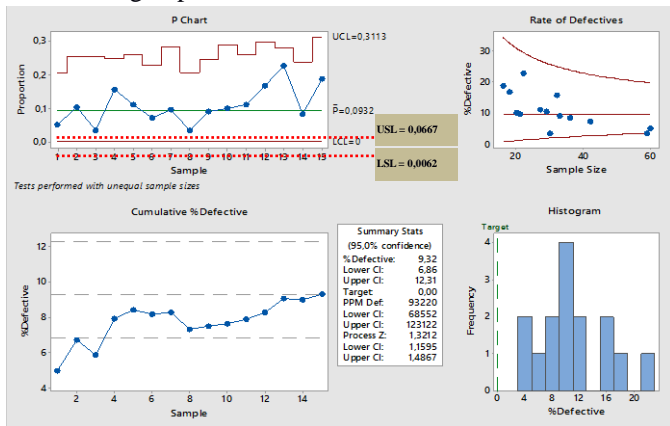 P Chart
0,3
0,2
0,1
0,0
Proportion
UCL=0,3113
P̄=0,0932
LCL=0
1 2 3 4 5 6 7 8 9 10 11 12 13 14 15
Sample
Tests performed with unequal sample sizes
USL = 0,0667
LSL = 0,0062
Rate of Defectives
30
20
10
0
%Defective
20 40 60
Sample Size
Cumulative %Defective
12
10
8
6
4
%Defective
2 4 6 8 10 12 14
Sample
Summary Stats
(95,0% confidence)
%Defective: 9,32
Lower CI: 6,86
Upper CI: 12,31
Target: 0,00
PPM Def: 93220
Lower CI: 68552
Upper CI: 123122
Process Z: 1,3212
Lower CI: 1,1595
Upper CI: 1,4867
Histogram
Target
4
3
2
1
0
Frequency
0 4 8 12 16 20
%Defective